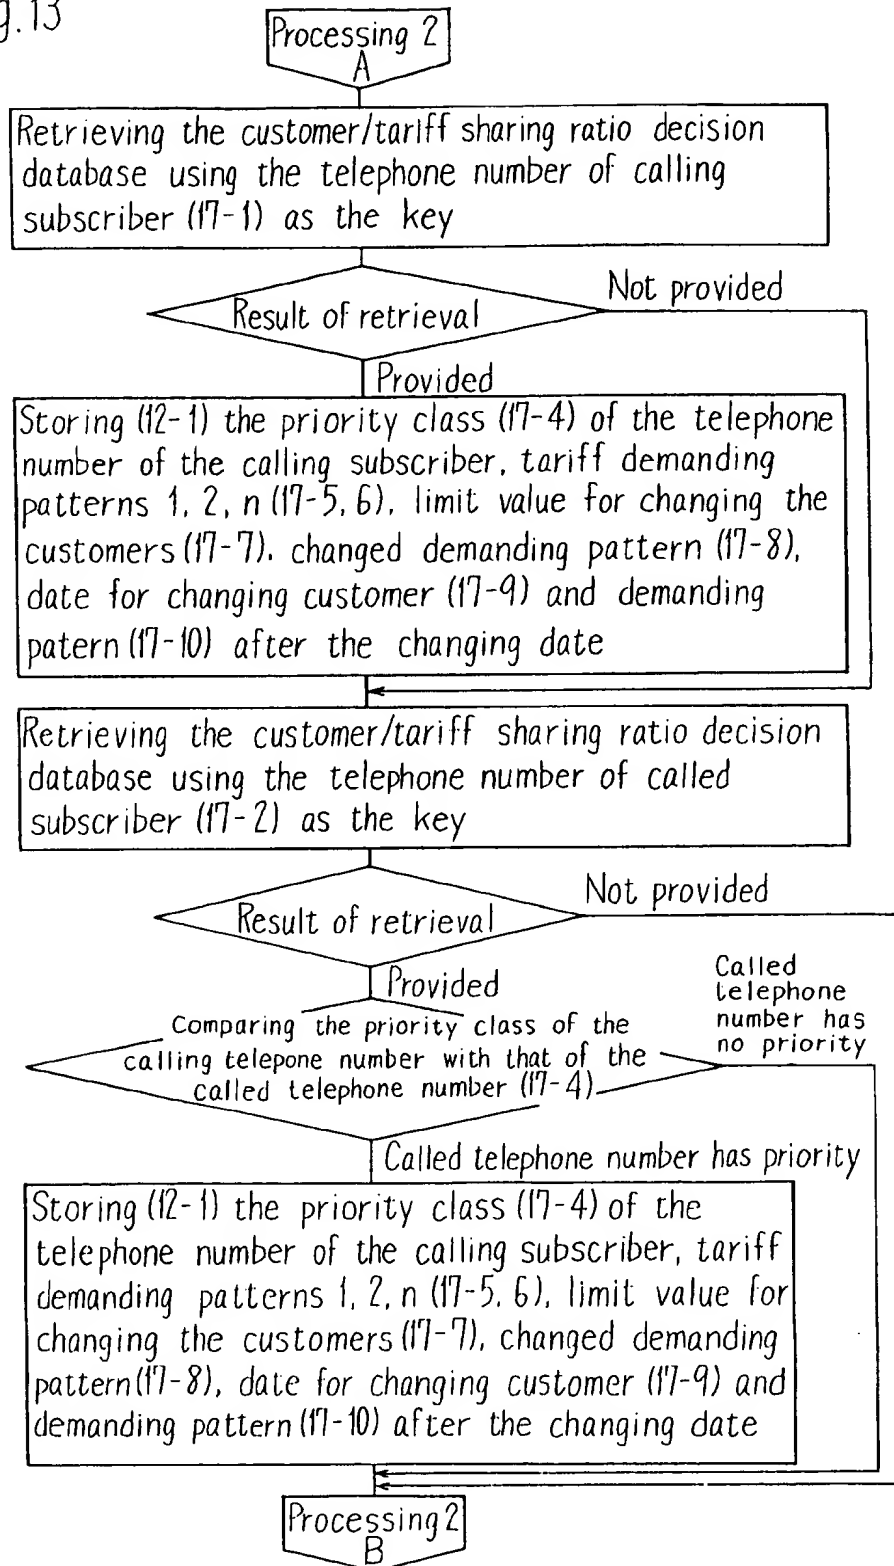 g.13
Processing 2
A
Retrieving the customer/tariff sharing ratio decision
database using the telephone number of calling
subscriber (17-1) as the key
Result of retrieval
Not provided
Provided
Storing (12-1) the priority class (17-4) of the telephone
number of the calling subscriber, tariff demanding
patterns 1, 2, n (17-5, 6), limit value for changing the
customers (17-7), changed demanding pattern (17-8),
date for changing customer (17-9) and demanding
patern (17-10) after the changing date
Retrieving the customer/tariff sharing ratio decision
database using the telephone number of called
subscriber (17-2) as the key
Result of retrieval
Not provided
Provided
Called
telephone
number has
no priority
Comparing the priority class of the
calling telepone number with that of the
called telephone number (17-4)
Called telephone number has priority
Storing (12-1) the priority class (17-4) of the
telephone number of the calling subscriber, tariff
demanding patterns 1, 2, n (17-5, 6), limit value for
changing the customers (17-7), changed demanding
pattern (17-8), date for changing customer (17-9) and
demanding pattern (17-10) after the changing date
Processing 2
B